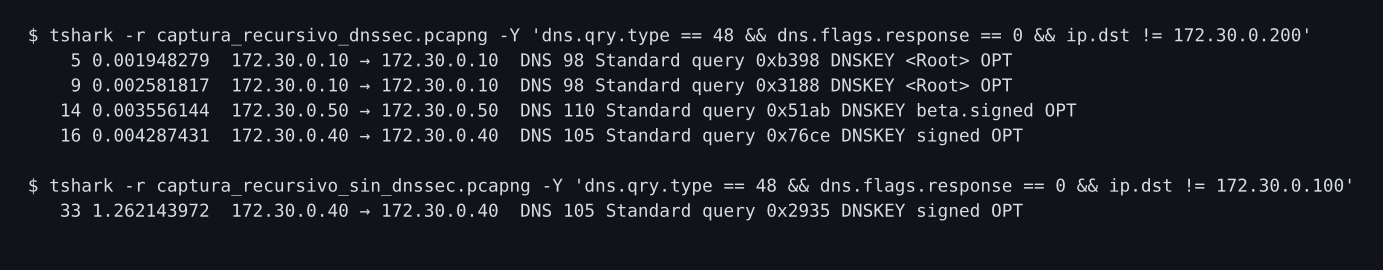 $ tshark -r captura_recursivo_dnssec.pcapng -Y 'dns.qry.type == 48 && dns.flags.response == 0 && ip.dst != 172.30.0.200'
5 0.001948279 172.30.0.10 → 172.30.0.10 DNS 98 Standard query 0xb398 DNSKEY <Root> OPT
9 0.002581817 172.30.0.10 → 172.30.0.10 DNS 98 Standard query 0x3188 DNSKEY <Root> OPT
14 0.003556144 172.30.0.50 → 172.30.0.50 DNS 110 Standard query 0x51ab DNSKEY beta.signed OPT
16 0.004287431 172.30.0.40 → 172.30.0.40 DNS 105 Standard query 0x76ce DNSKEY signed OPT
$ tshark -r captura_recursivo_sin_dnssec.pcapng -Y 'dns.qry.type == 48 && dns.flags.response == 0 && ip.dst != 172.30.0.100'
33 1.262143972 172.30.0.40 → 172.30.0.40 DNS 105 Standard query 0x2935 DNSKEY signed OPT